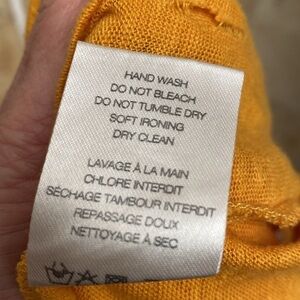 HAND WASH
DO NOT BLEACH
DO NOT TUMBLE DRY
SOFT IRONING
DRY CLEAN
LAVAGE À LA MAIN
CHLORE INTERDIT
SÉCHAGE TAMBOUR INTERDIT
REPASSAGE DOUX
NETTOYAGE À SEC